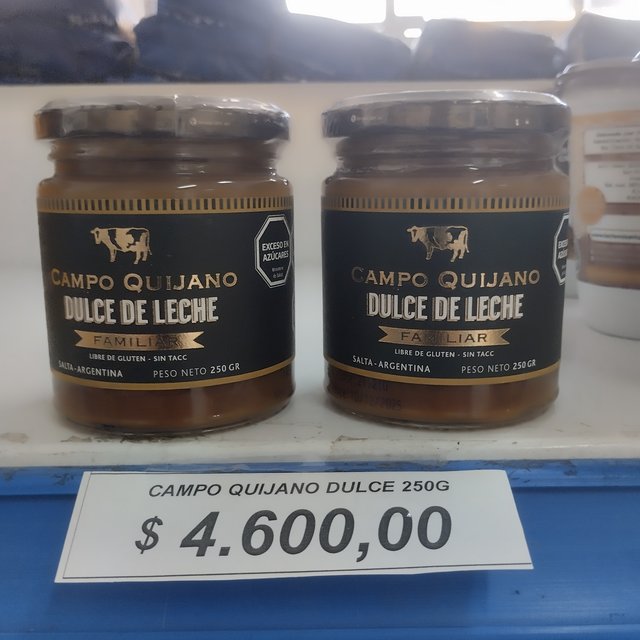 CAMPO QUIJANO
DULCE DE LECHE
FAMILIAR
LIBRE DE GLUTEN - SIN TACC
SALTA-ARGENTINA PESO NETO 250 GR
EXCESO EN
AZÚCARES
CAMPO QUIJANO
DULCE DE LECHE
FAMILIAR
LIBRE DE GLUTEN - SIN TACC
SALTA-ARGENTINA PESO NETO 250 GR
CAMPO QUIJANO DULCE 250G
$ 4.600,00